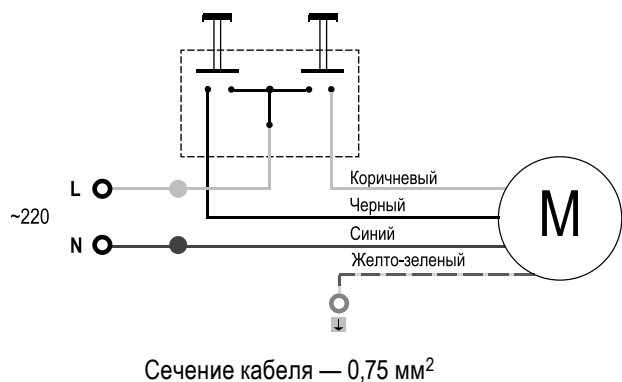 Коричневый
L
Черный
~220
M
Синий
N
Желто-зеленый
Сечение кабеля — 0,75 мм²